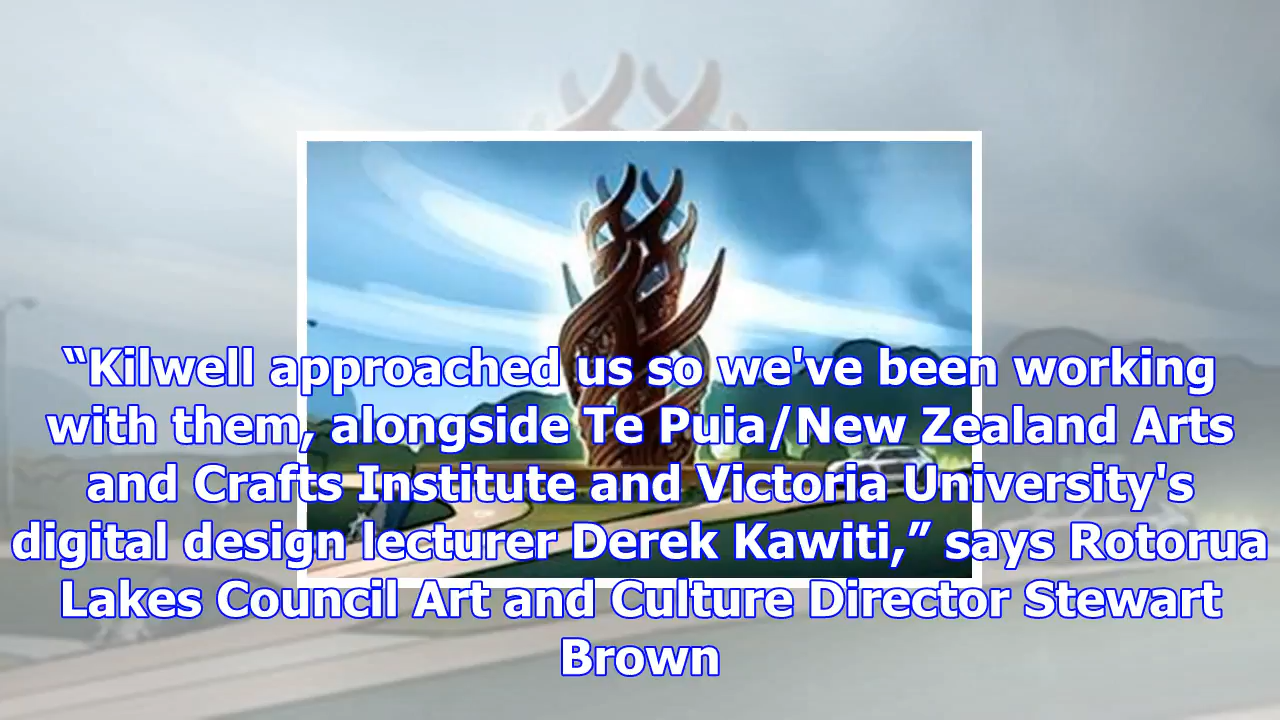 “Kilwell approached us so we've been working
with them, alongside Te Puia/New Zealand Arts
and Crafts Institute and Victoria University's
digital design lecturer Derek Kawiti,” says Rotorua
Lakes Council Art and Culture Director Stewart
Brown